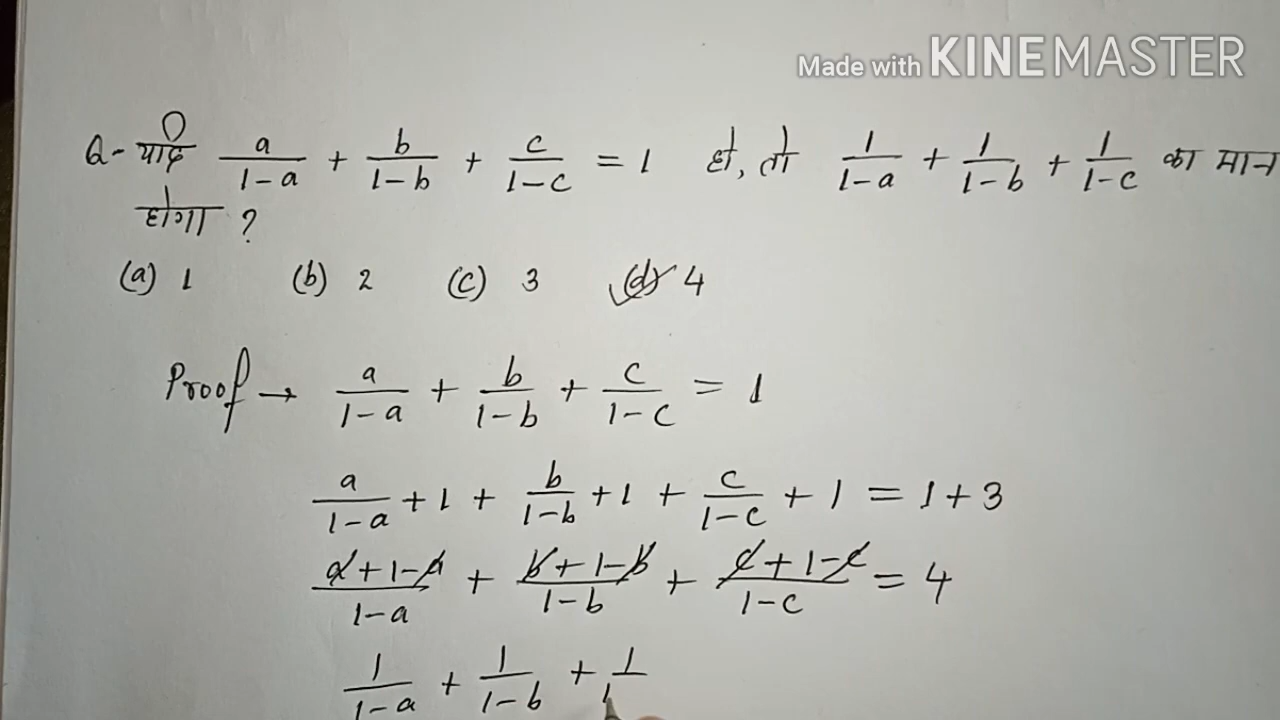 Made with KINEMASTER
Q- यदि a/(1-a) + b/(1-b) + c/(1-c) = 1 हो, तो 1/(1-a) + 1/(1-b) + 1/(1-c) का मान
होगा ?
(a) 1 (b) 2 (c) 3 (d) 4
Proof → a/(1-a) + b/(1-b) + c/(1-c) = 1
a/(1-a) + 1 + b/(1-b) + 1 + c/(1-c) + 1 = 1 + 3
(a+1-a)/(1-a) + (b+1-b)/(1-b) + (c+1-c)/(1-c) = 4
1/(1-a) + 1/(1-b) + 1/1